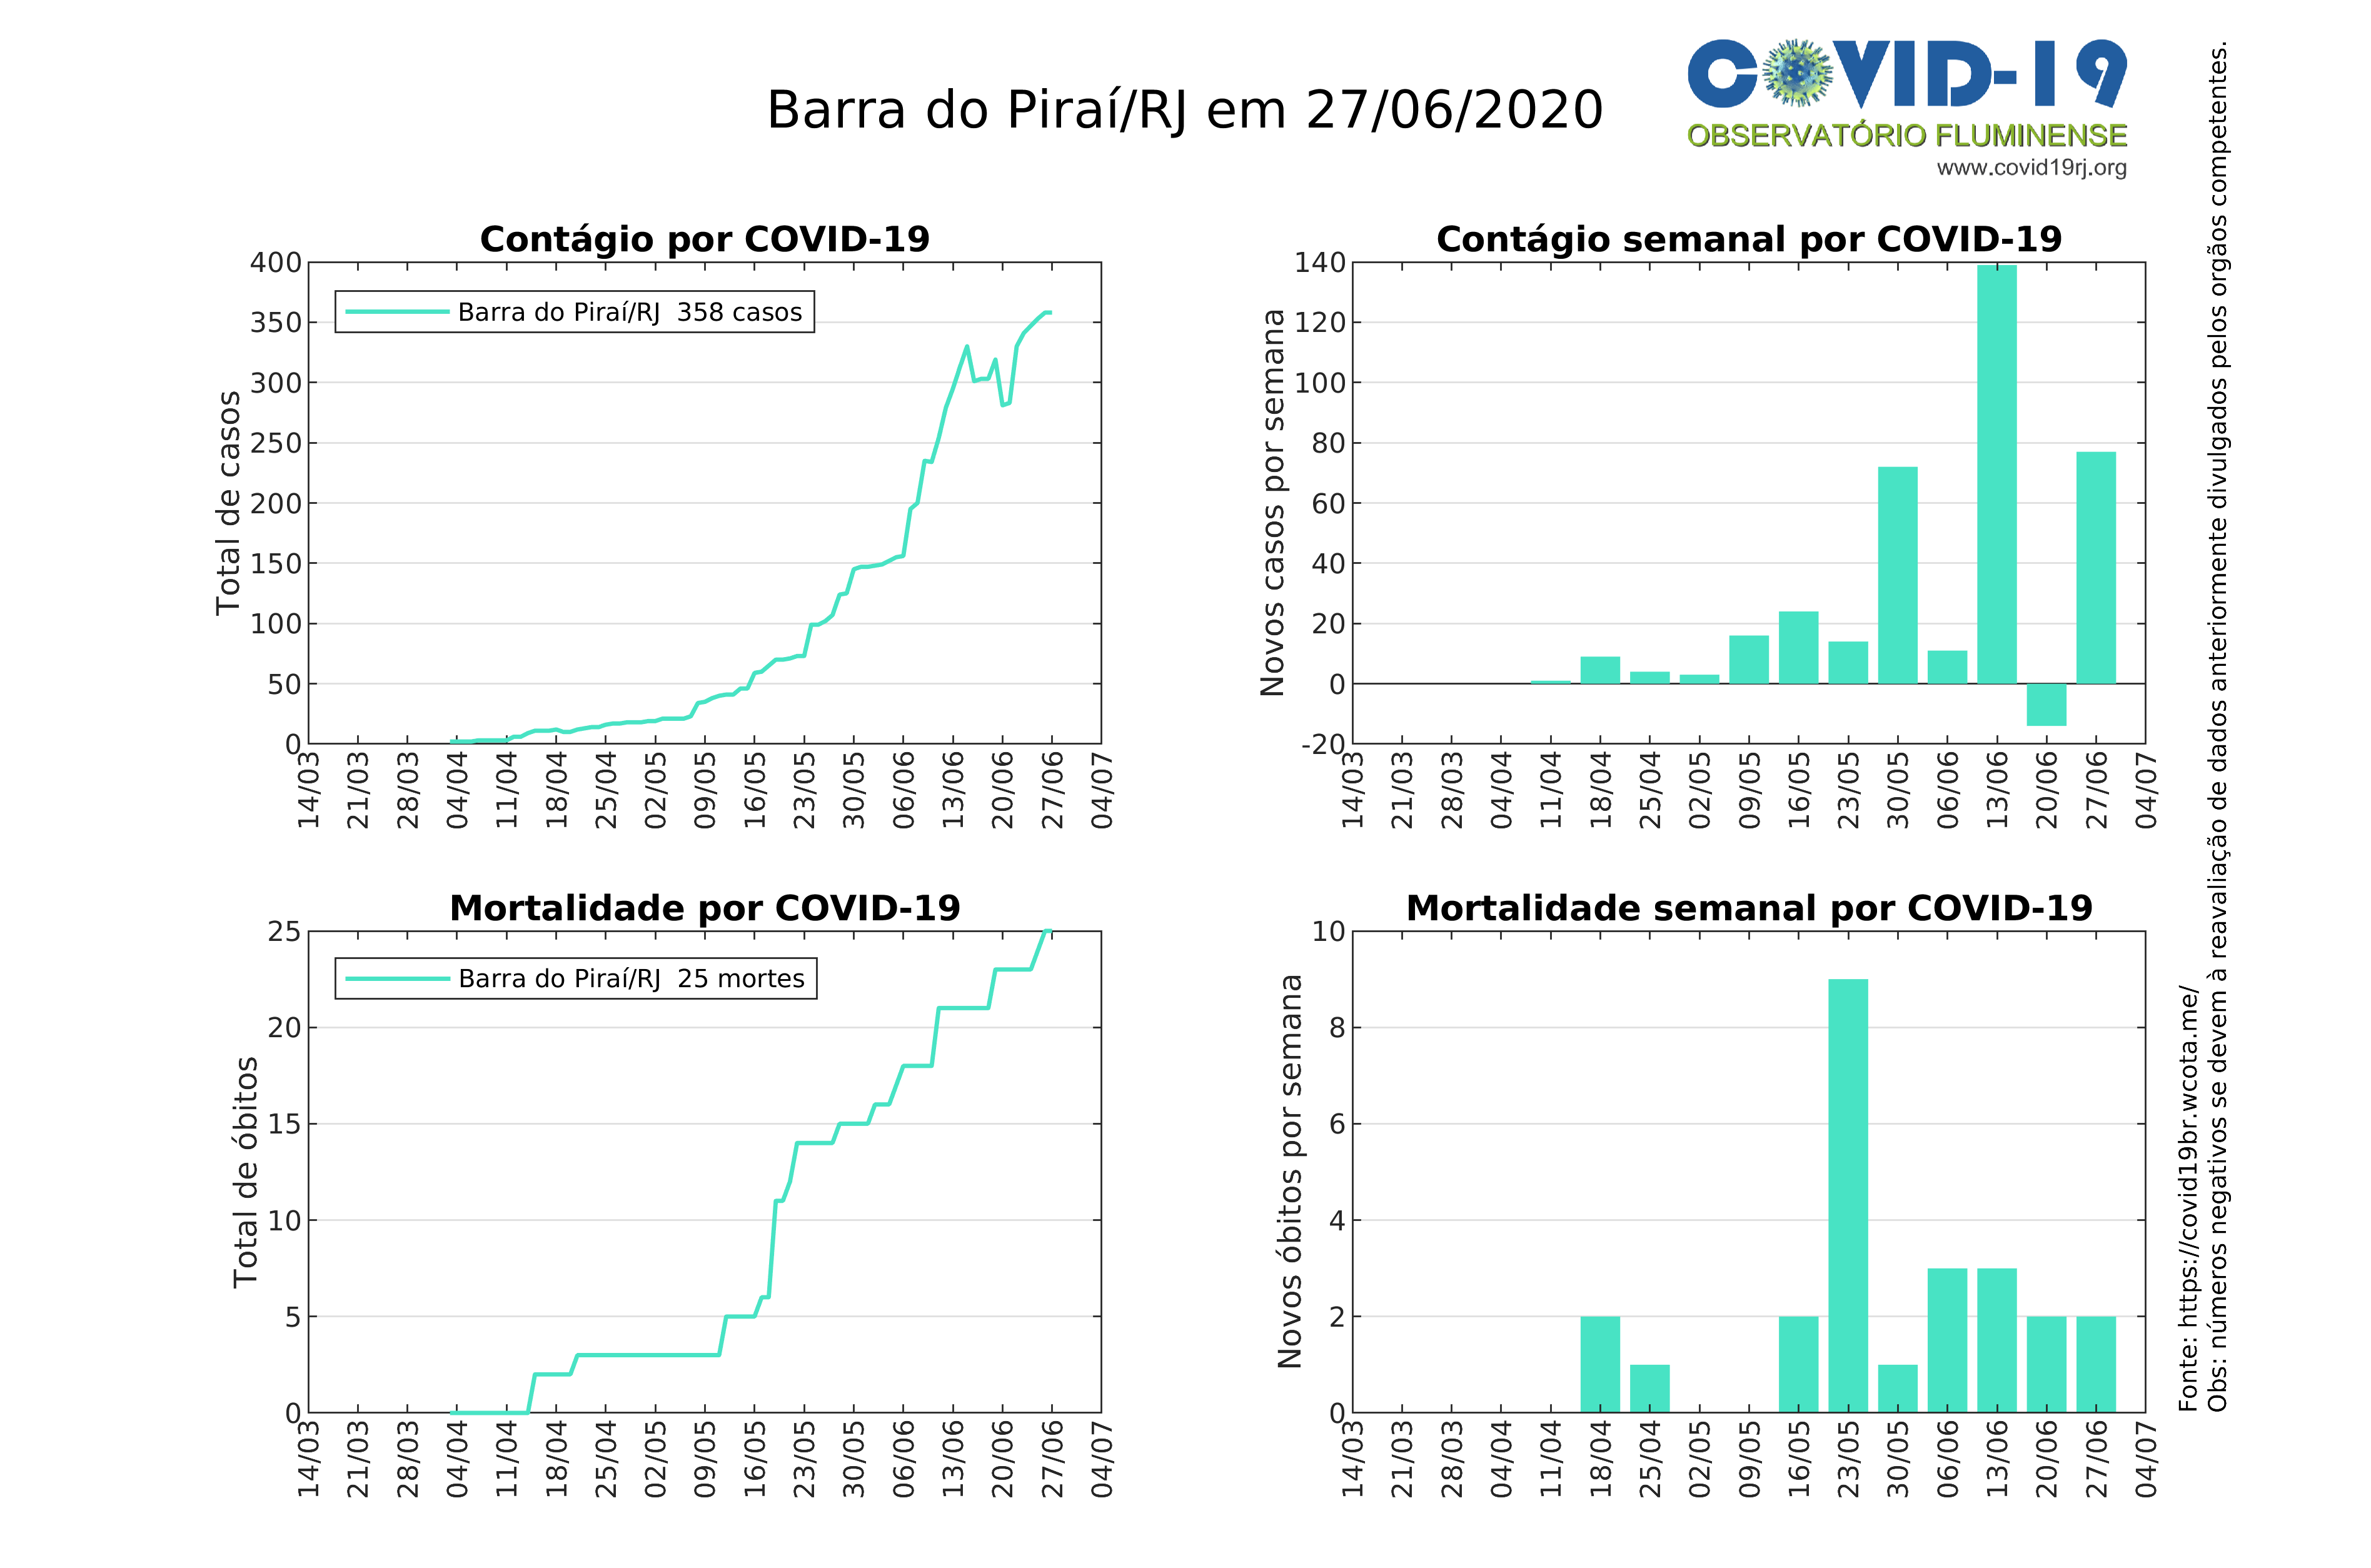 Barra do Piraí/RJ em 27/06/2020
COVID-19
OBSERVATÓRIO FLUMINENSE
www.covid19rj.org
Contágio por COVID-19
Total de casos
400
350
300
250
200
150
100
50
0
Barra do Piraí/RJ 358 casos
14/03 21/03 28/03 04/04 11/04 18/04 25/04 02/05 09/05 16/05 23/05 30/05 06/06 13/06 20/06 27/06 04/07
Contágio semanal por COVID-19
Novos casos por semana
140
120
100
80
60
40
20
0
-20
14/03 21/03 28/03 04/04 11/04 18/04 25/04 02/05 09/05 16/05 23/05 30/05 06/06 13/06 20/06 27/06 04/07
Mortalidade por COVID-19
Total de óbitos
25
20
15
10
5
0
Barra do Piraí/RJ 25 mortes
14/03 21/03 28/03 04/04 11/04 18/04 25/04 02/05 09/05 16/05 23/05 30/05 06/06 13/06 20/06 27/06 04/07
Mortalidade semanal por COVID-19
Novos óbitos por semana
10
8
6
4
2
0
14/03 21/03 28/03 04/04 11/04 18/04 25/04 02/05 09/05 16/05 23/05 30/05 06/06 13/06 20/06 27/06 04/07
Fonte: https://covid19br.wcota.me/
Obs: números negativos se devem à reavaliação de dados anteriormente divulgados pelos orgãos competentes.